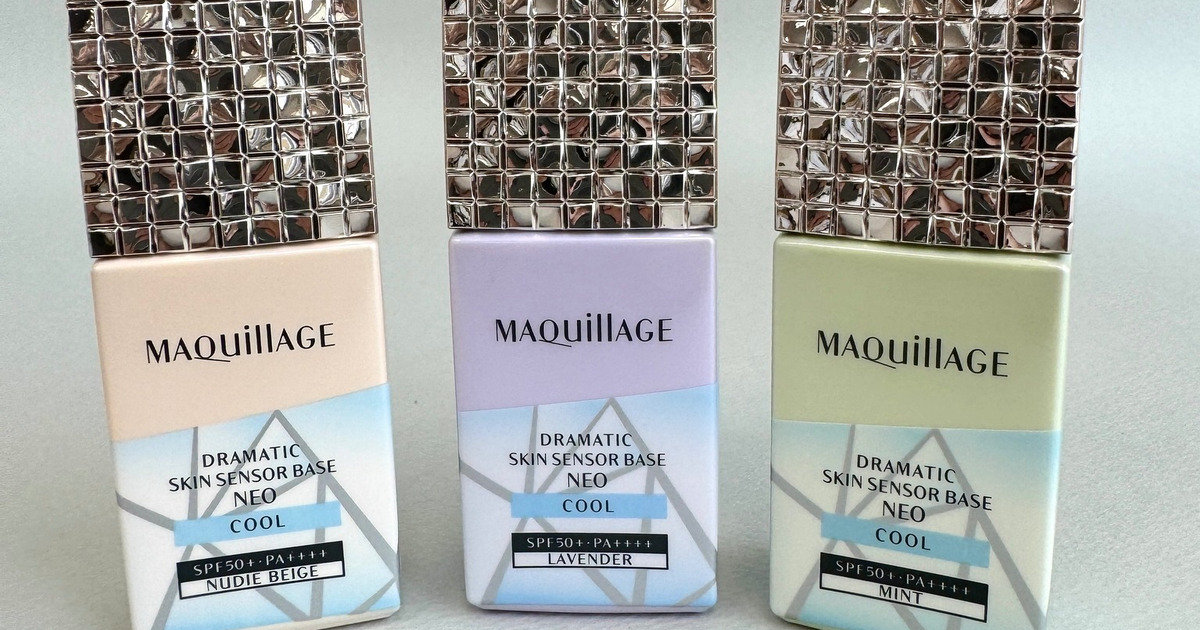 MAQuillAGE
DRAMATIC
SKIN SENSOR BASE
NEO
COOL
SPF50+・PA++++
NUDIE BEIGE
MAQuillAGE
DRAMATIC
SKIN SENSOR BASE
NEO
COOL
SPF50+・PA++++
LAVENDER
MAQuillAGE
DRAMATIC
SKIN SENSOR BASE
NEO
COOL
SPF50+・PA++++
MINT